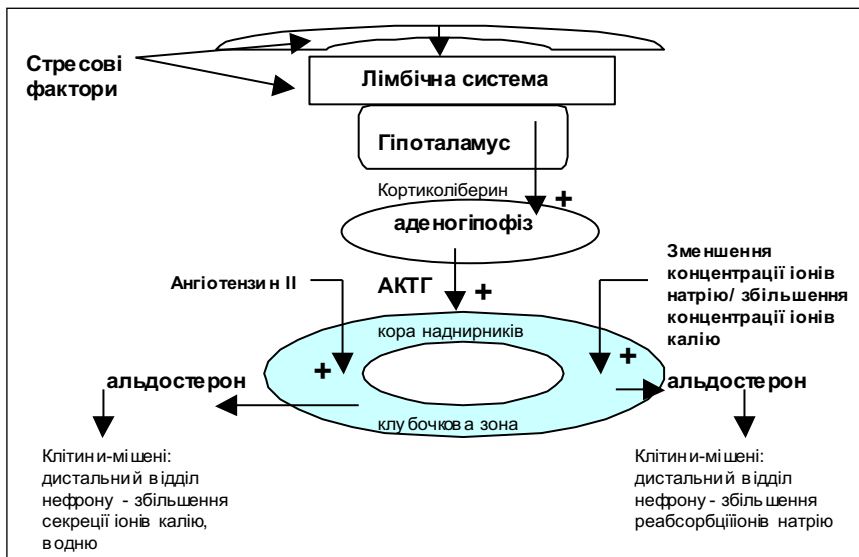 Стресові
фактори
Лімбічна система
Гіпоталамус
Кортиколіберин
+
аденогіпофіз
Ангіотензин II
АКТГ
+
Зменшення
концентрації іонів
натрію/ збільшення
концентрації іонів
калію
кора наднирників
+
+
альдостерон
альдостерон
клубочкова зона
Клітини-мішені:
дистальний відділ
нефрону - збільшення
секреції іонів калію,
водню
Клітини-мішені:
дистальний відділ
нефрону - збільшення
реабсорбціїіонів натрію